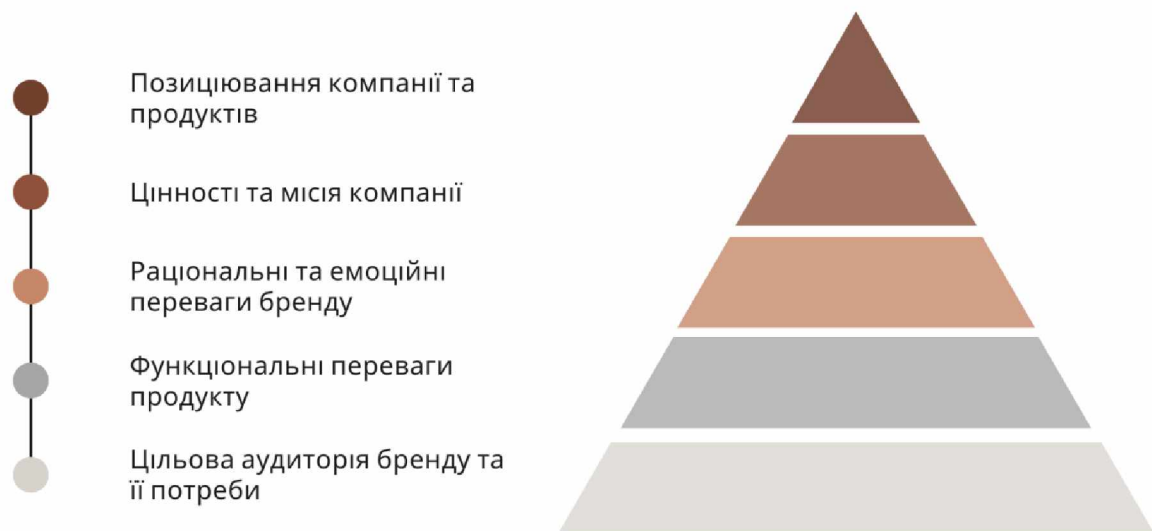 Позиціювання компанії та
продуктів
Цінності та місія компанії
Раціональні та емоційні
переваги бренду
Функціональні переваги
продукту
Цільова аудиторія бренду та
її потреби